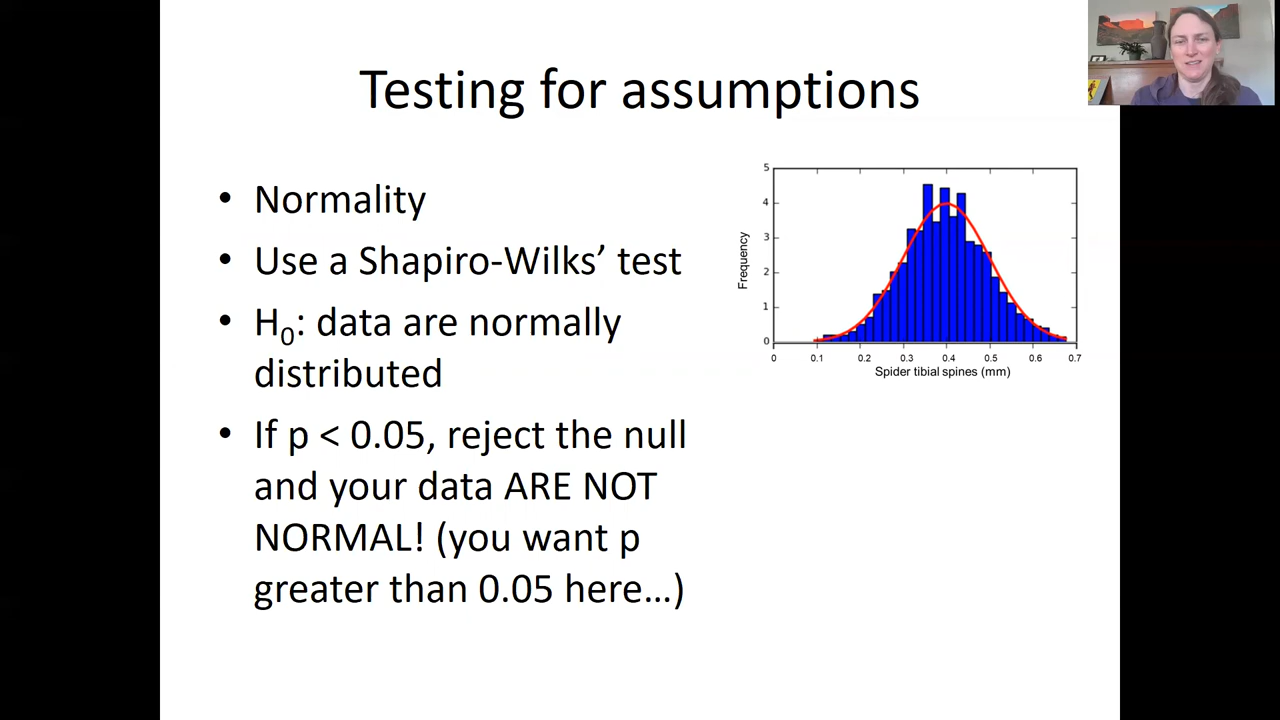 Testing for assumptions
• Normality
• Use a Shapiro-Wilks’ test
• H₀: data are normally
distributed
• If p < 0.05, reject the null
and your data ARE NOT
NORMAL! (you want p
greater than 0.05 here…)
5
4
3
2
1
0
Frequency
0 0.1 0.2 0.3 0.4 0.5 0.6 0.7
Spider tibial spines (mm)